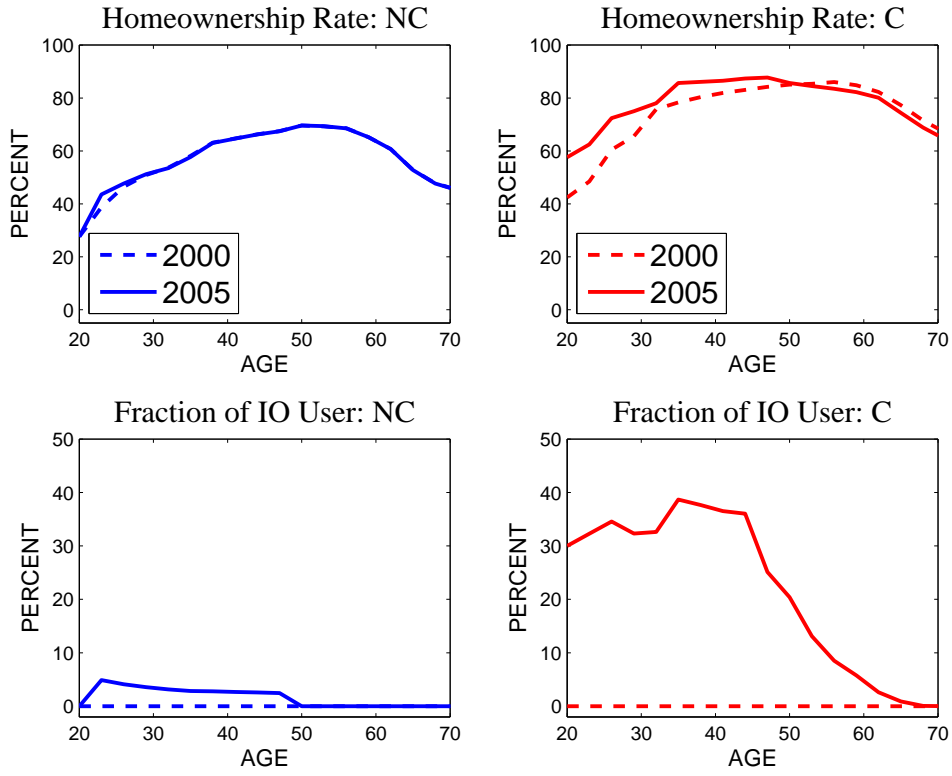 Homeownership Rate: NC
100
80
60
40
20
0
PERCENT
2000
2005
20 30 40 50 60 70
AGE
Homeownership Rate: C
100
80
60
40
20
0
PERCENT
2000
2005
20 30 40 50 60 70
AGE
Fraction of IO User: NC
50
40
30
20
10
0
PERCENT
20 30 40 50 60 70
AGE
Fraction of IO User: C
50
40
30
20
10
0
PERCENT
20 30 40 50 60 70
AGE